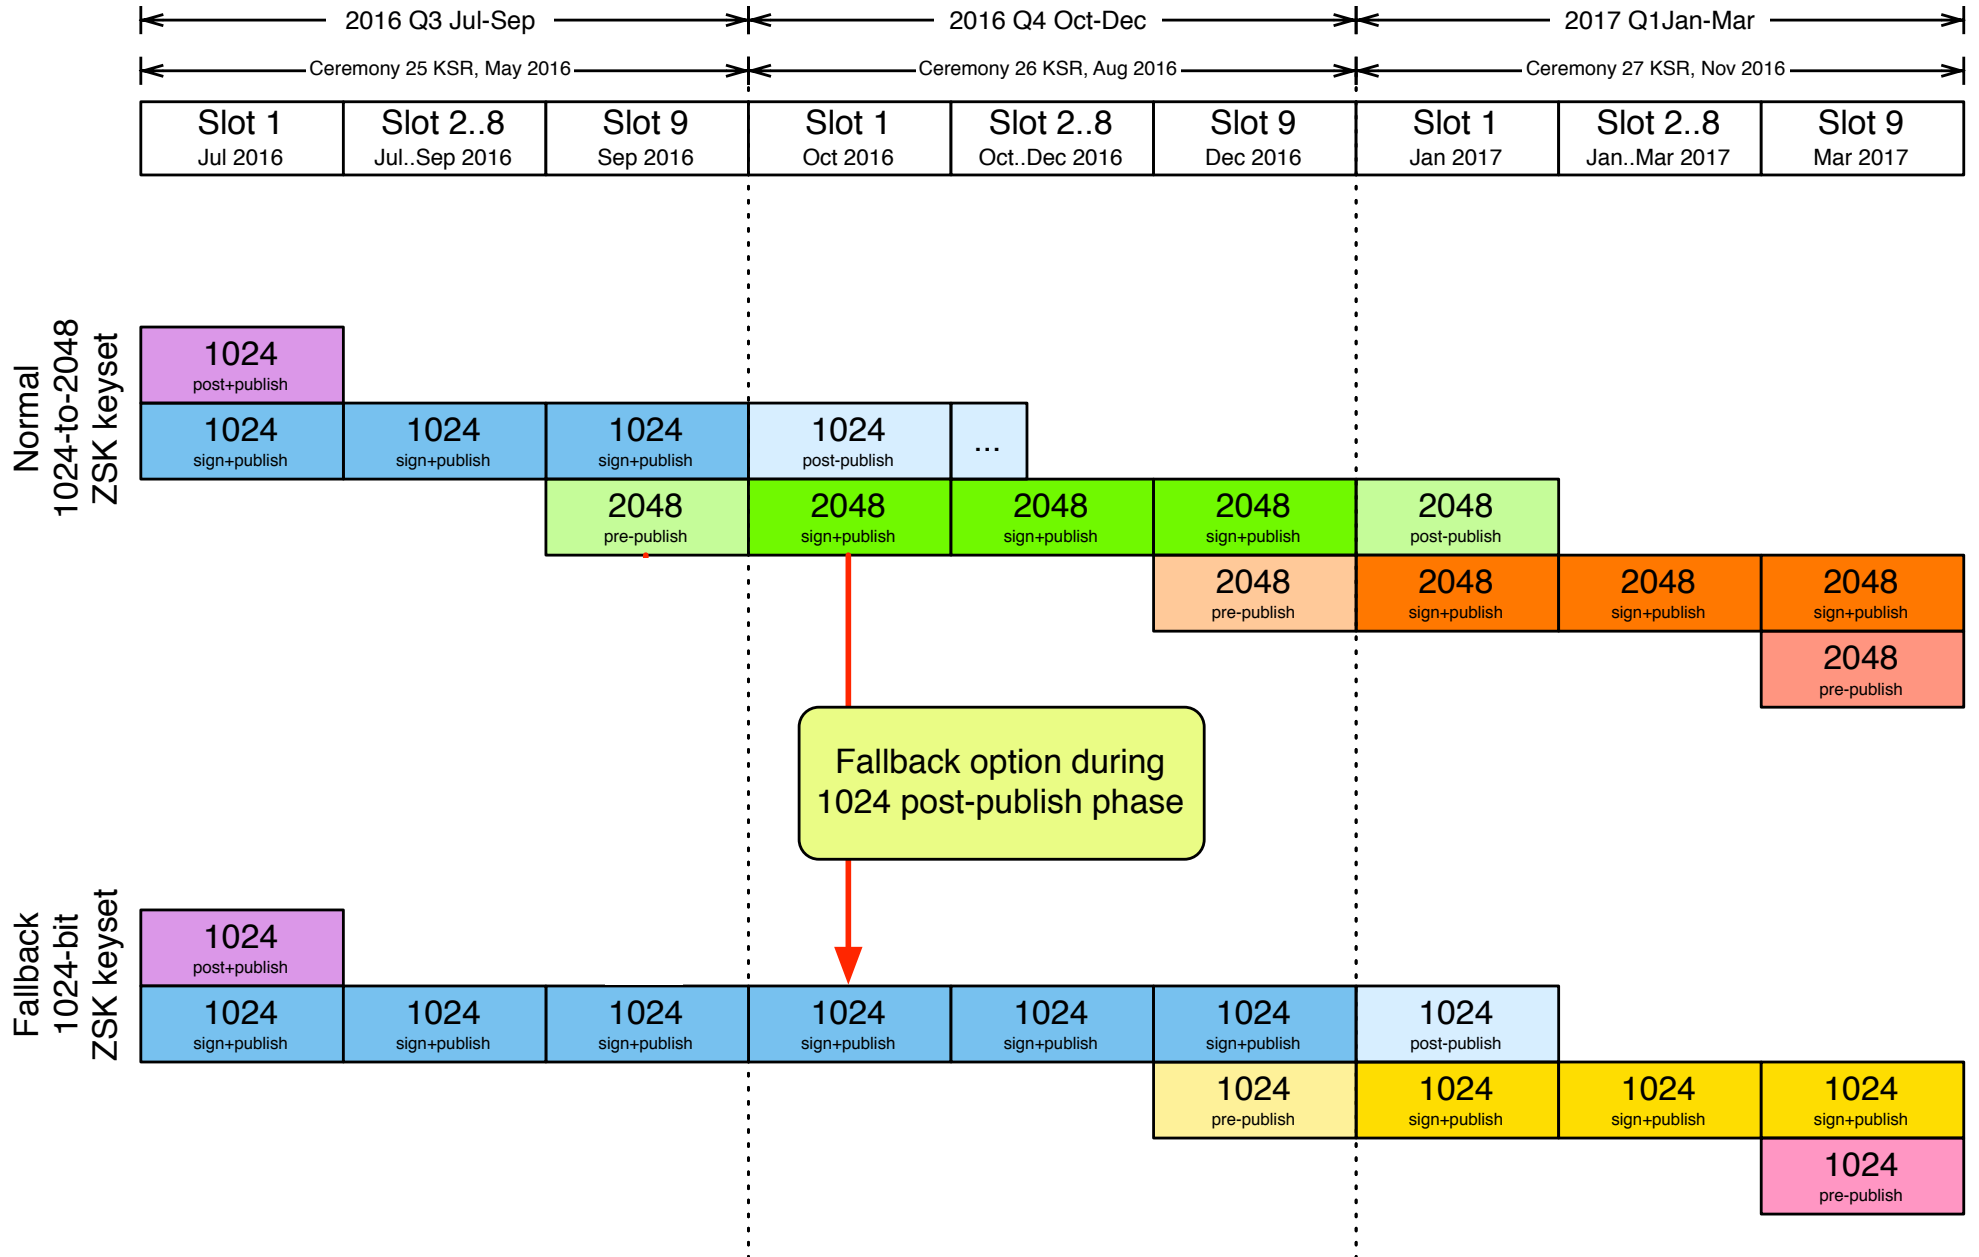 2016 Q3 Jul-Sep
2016 Q4 Oct-Dec
2017 Q1Jan-Mar
Ceremony 25 KSR, May 2016
Ceremony 26 KSR, Aug 2016
Ceremony 27 KSR, Nov 2016
Slot 1
Jul 2016
Slot 2..8
Jul..Sep 2016
Slot 9
Sep 2016
Slot 1
Oct 2016
Slot 2..8
Oct..Dec 2016
Slot 9
Dec 2016
Slot 1
Jan 2017
Slot 2..8
Jan..Mar 2017
Slot 9
Mar 2017
Normal
1024-to-2048
ZSK keyset
1024
post+publish
1024
sign+publish
1024
sign+publish
1024
sign+publish
1024
post-publish
...
2048
pre-publish
2048
sign+publish
2048
sign+publish
2048
sign+publish
2048
post-publish
2048
pre-publish
2048
sign+publish
2048
sign+publish
2048
sign+publish
2048
pre-publish
Fallback option during
1024 post-publish phase
Fallback
1024-bit
ZSK keyset
1024
post+publish
1024
sign+publish
1024
sign+publish
1024
sign+publish
1024
sign+publish
1024
sign+publish
1024
sign+publish
1024
post-publish
1024
pre-publish
1024
sign+publish
1024
sign+publish
1024
sign+publish
1024
pre-publish